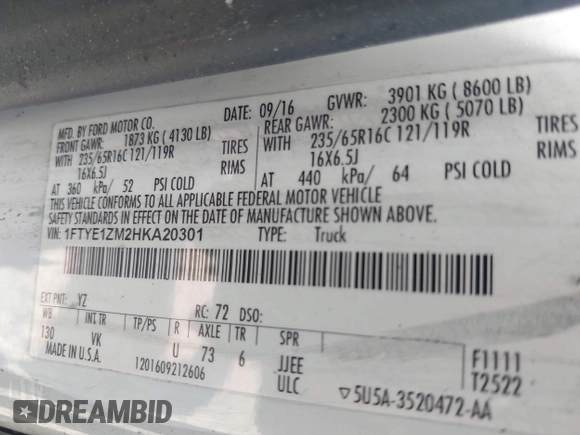 MFD. BY FORD MOTOR CO. DATE: 09/16 GVWR: 3901 KG ( 8600 LB)
FRONT GAWR: 1873 KG ( 4130 LB) REAR GAWR: 2300 KG ( 5070 LB)
WITH 235/65R16C 121/119R TIRES WITH 235/65R16C 121/119R TIRES
16X6.5J RIMS 16X6.5J RIMS
AT 360 kPa/ 52 PSI COLD AT 440 kPa/ 64 PSI COLD
THIS VEHICLE CONFORMS TO ALL APPLICABLE FEDERAL MOTOR VEHICLE
SAFETY STANDARDS IN EFFECT ON THE DATE OF MANUFACTURE SHOWN ABOVE.
VIN: 1FTYE1ZM2HKA20301 TYPE: Truck
EXT PNT: YZ RC: 72 DSO:
WB INT TR TP/PS R AXLE TR SPR
130 VK U 73 6 JJEE F1111
MADE IN U.S.A. 1201609212606 ULC T2522
▽5U5A-3520472-AA
DREAMBID